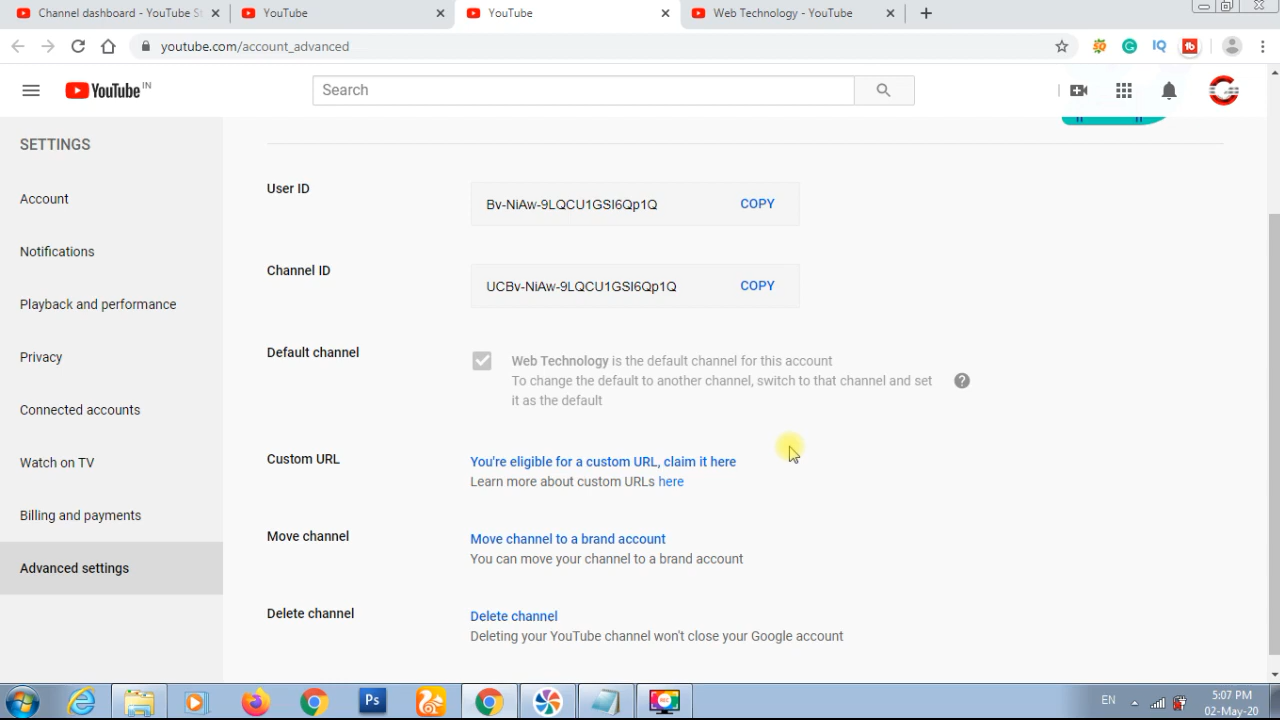 Channel dashboard - YouTube St
YouTube
YouTube
Web Technology - YouTube
youtube.com/account_advanced
IQ
tb
YouTube IN
Search
SETTINGS
Account
Notifications
Playback and performance
Privacy
Connected accounts
Watch on TV
Billing and payments
Advanced settings
User ID
Bv-NiAw-9LQCU1GSI6Qp1Q
COPY
Channel ID
UCBv-NiAw-9LQCU1GSI6Qp1Q
COPY
Default channel
Web Technology is the default channel for this account
To change the default to another channel, switch to that channel and set
it as the default
Custom URL
You're eligible for a custom URL, claim it here
Learn more about custom URLs here
Move channel
Move channel to a brand account
You can move your channel to a brand account
Delete channel
Delete channel
Deleting your YouTube channel won't close your Google account
Ps
REC
EN
5:07 PM
02-May-20